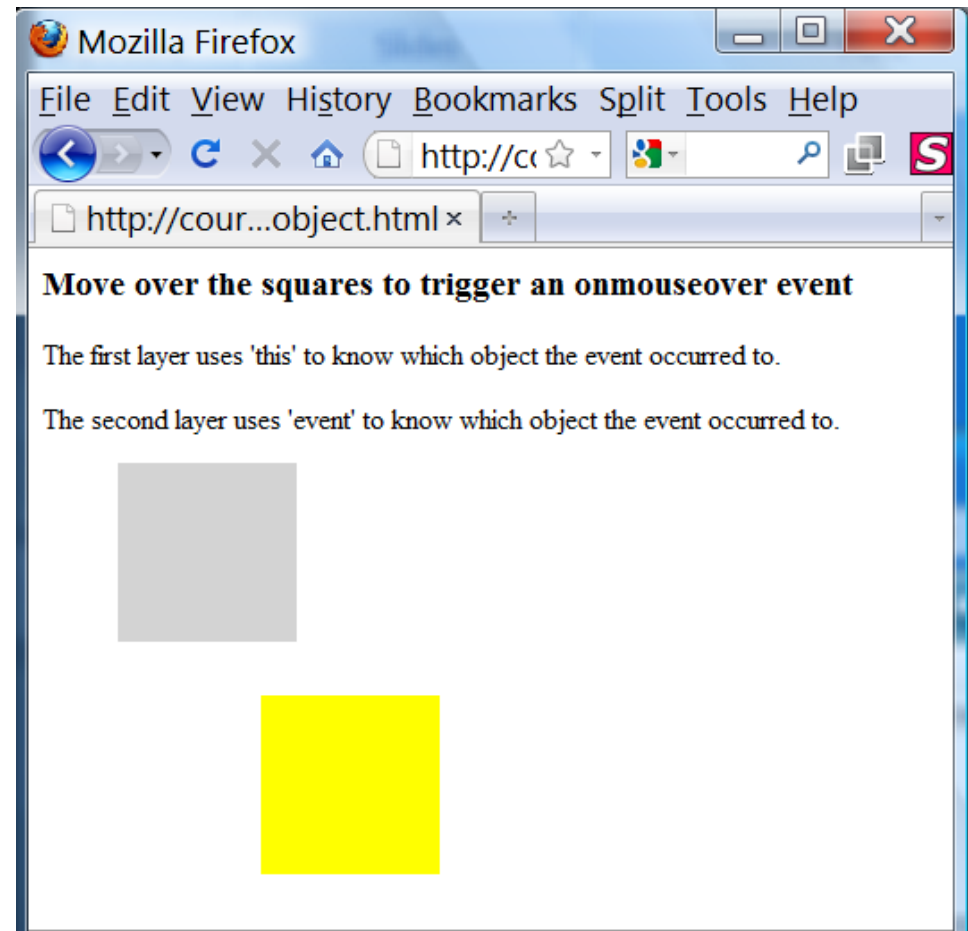 Mozilla Firefox
File Edit View History Bookmarks Split Tools Help
http://co
S
http://cour...object.html
Move over the squares to trigger an onmouseover event
The first layer uses 'this' to know which object the event occurred to.
The second layer uses 'event' to know which object the event occurred to.